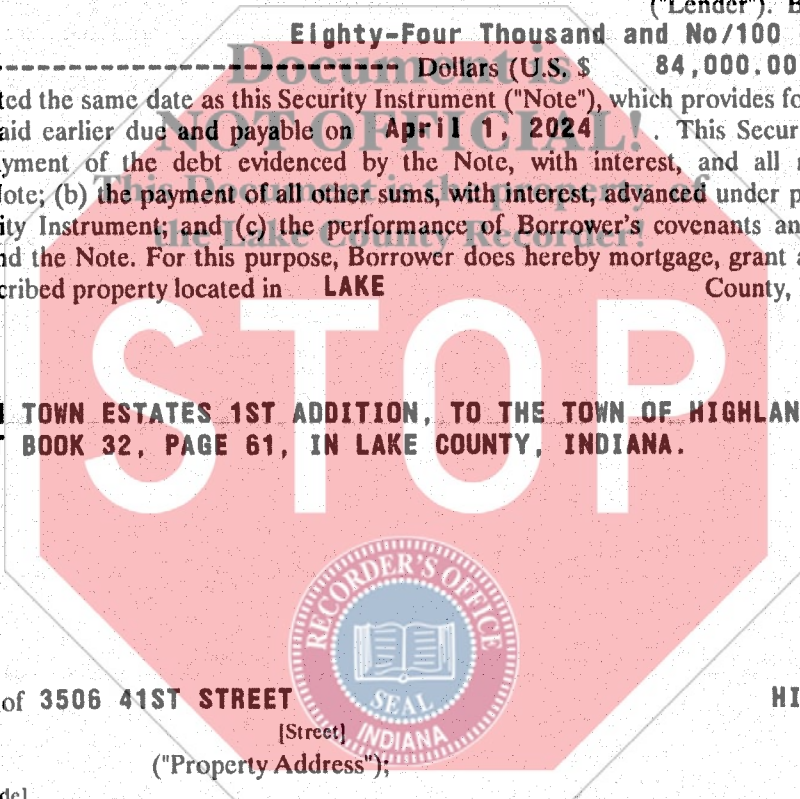 ("Lender").
Eighty-Four Thousand and No/100
Dollars (U.S. $ 84,000.00
ted the same date as this Security Instrument ("Note"), which provides fo
aid earlier due and payable on April 1, 2024 . This Secur
yment of the debt evidenced by the Note, with interest, and all
ote; (b) the payment of all other sums, with interest, advanced under p
ity Instrument; and (c) the performance of Borrower's covenants an
nd the Note. For this purpose, Borrower does hereby mortgage, grant a
cribed property located in LAKE County,
TOWN ESTATES 1ST ADDITION, TO THE TOWN OF HIGHLAN
BOOK 32, PAGE 61, IN LAKE COUNTY, INDIANA.
of 3506 41ST STREET HI
[Street]
("Property Address");
de]
Document is
NOT OFFICIAL!
This Document is the property of
the Lake County Recorder!
STOP
RECORDER'S OFFICE
SEAL
INDIANA